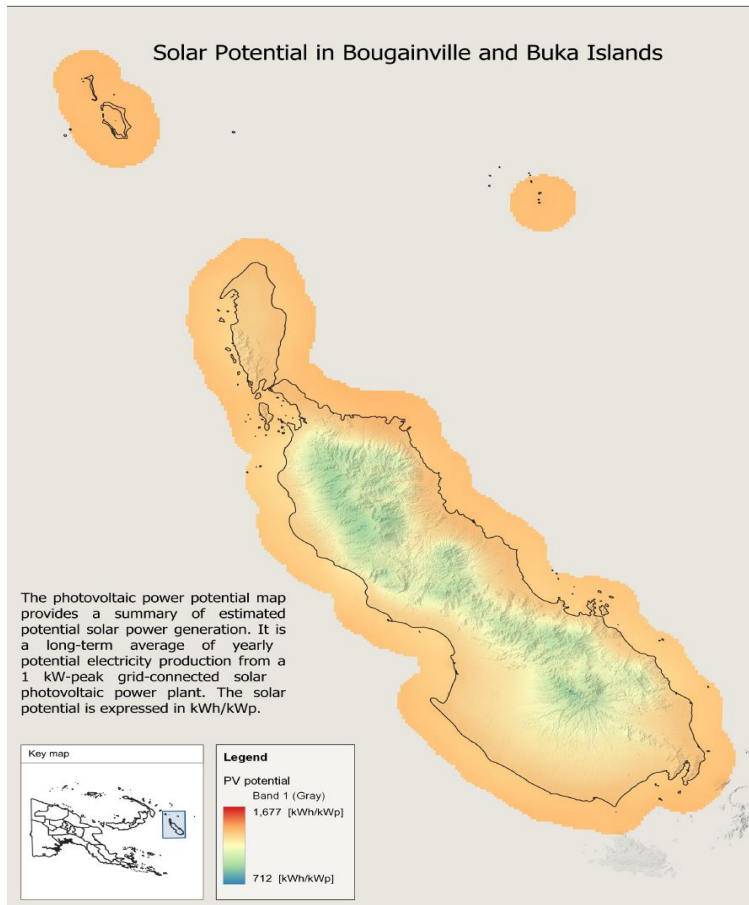 Solar Potential in Bougainville and Buka Islands
The photovoltaic power potential map
provides a summary of estimated
potential solar power generation. It is
a long-term average of yearly
potential electricity production from a
1 kW-peak grid-connected solar
photovoltaic power plant. The solar
potential is expressed in kWh/kWp.
Key map
Legend
PV potential
Band 1 (Gray)
1,677 [kWh/kWp]
712 [kWh/kWp]